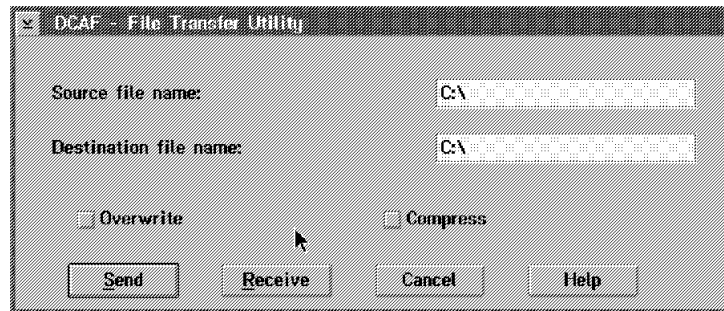 DCAF - File Transfer Utility
Source file name: C:\
Destination file name: C:\
Overwrite Compress
Send Receive Cancel Help